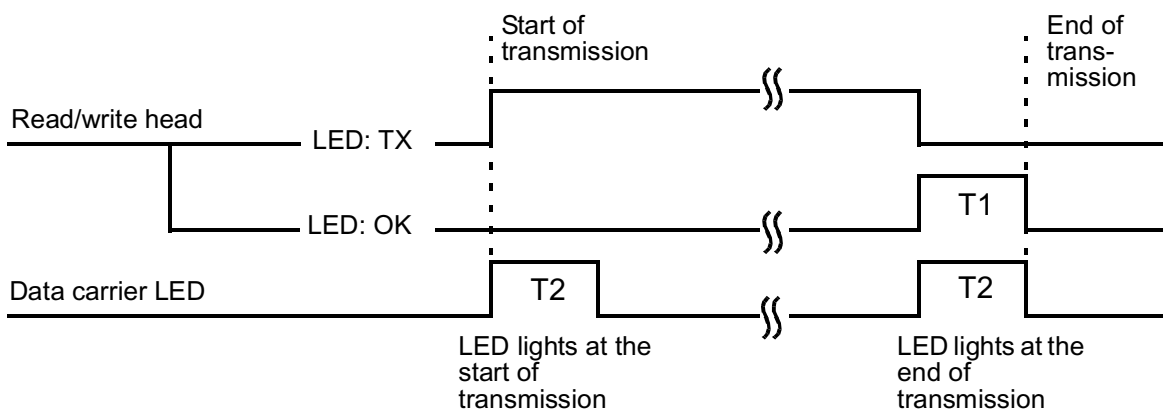 Start of
transmission
End of
trans-
mission
Read/write head
LED: TX
LED: OK
T1
Data carrier LED
T2
T2
LED lights at the
start of
transmission
LED lights at the
end of
transmission